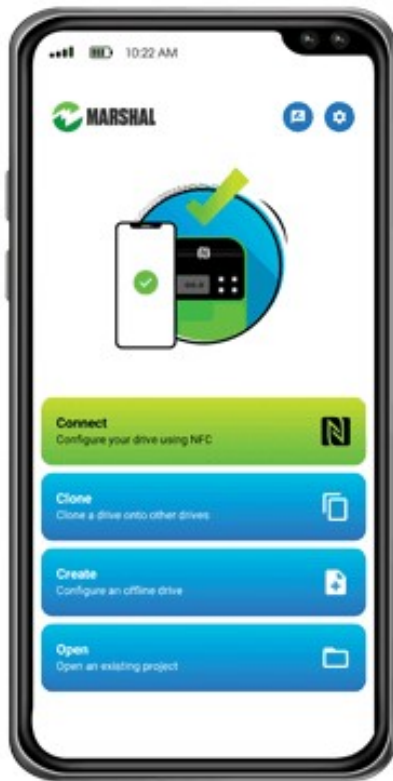 10:22 AM
MARSHAL
Connect
Configure your drive using NFC
Clone
Clone a drive onto other drives
Create
Configure an offline drive
Open
Open an existing project